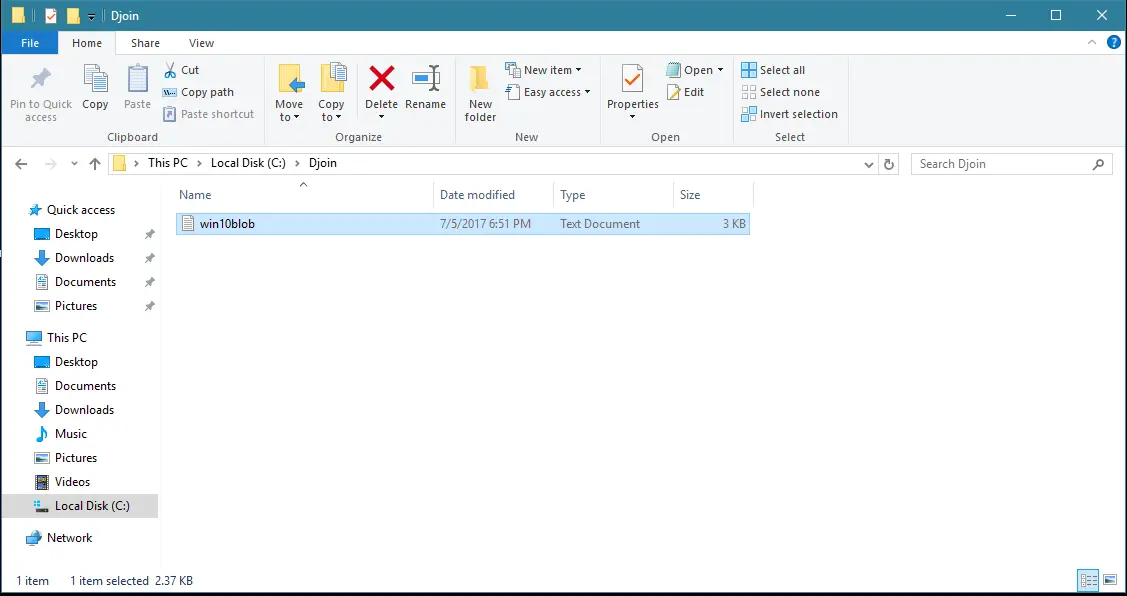 Djoin
File Home Share View
Pin to Quick access
Copy
Paste
Cut
Copy path
Paste shortcut
Clipboard
Move to
Copy to
Delete
Rename
Organize
New folder
New item
Easy access
New
Properties
Open
Edit
Open
Select all
Select none
Invert selection
Select
This PC > Local Disk (C:) > Djoin
Search Djoin
Name Date modified Type Size
win10blob 7/5/2017 6:51 PM Text Document 3 KB
Quick access
Desktop
Downloads
Documents
Pictures
This PC
Desktop
Documents
Downloads
Music
Pictures
Videos
Local Disk (C:)
Network
1 item 1 item selected 2.37 KB